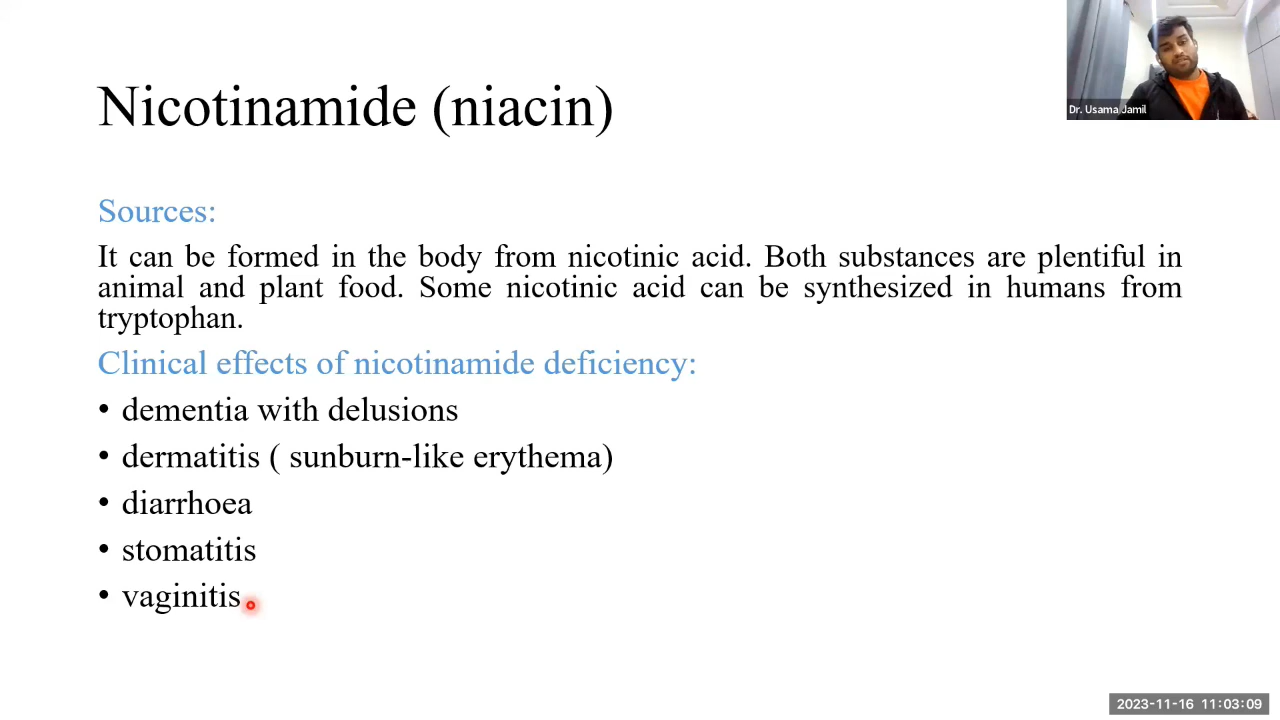 Dr. Usama Jamil
Nicotinamide (niacin)
Sources:
It can be formed in the body from nicotinic acid. Both substances are plentiful in
animal and plant food. Some nicotinic acid can be synthesized in humans from
tryptophan.
Clinical effects of nicotinamide deficiency:
• dementia with delusions
• dermatitis ( sunburn-like erythema)
• diarrhoea
• stomatitis
• vaginitis
2023-11-16 11:03:09